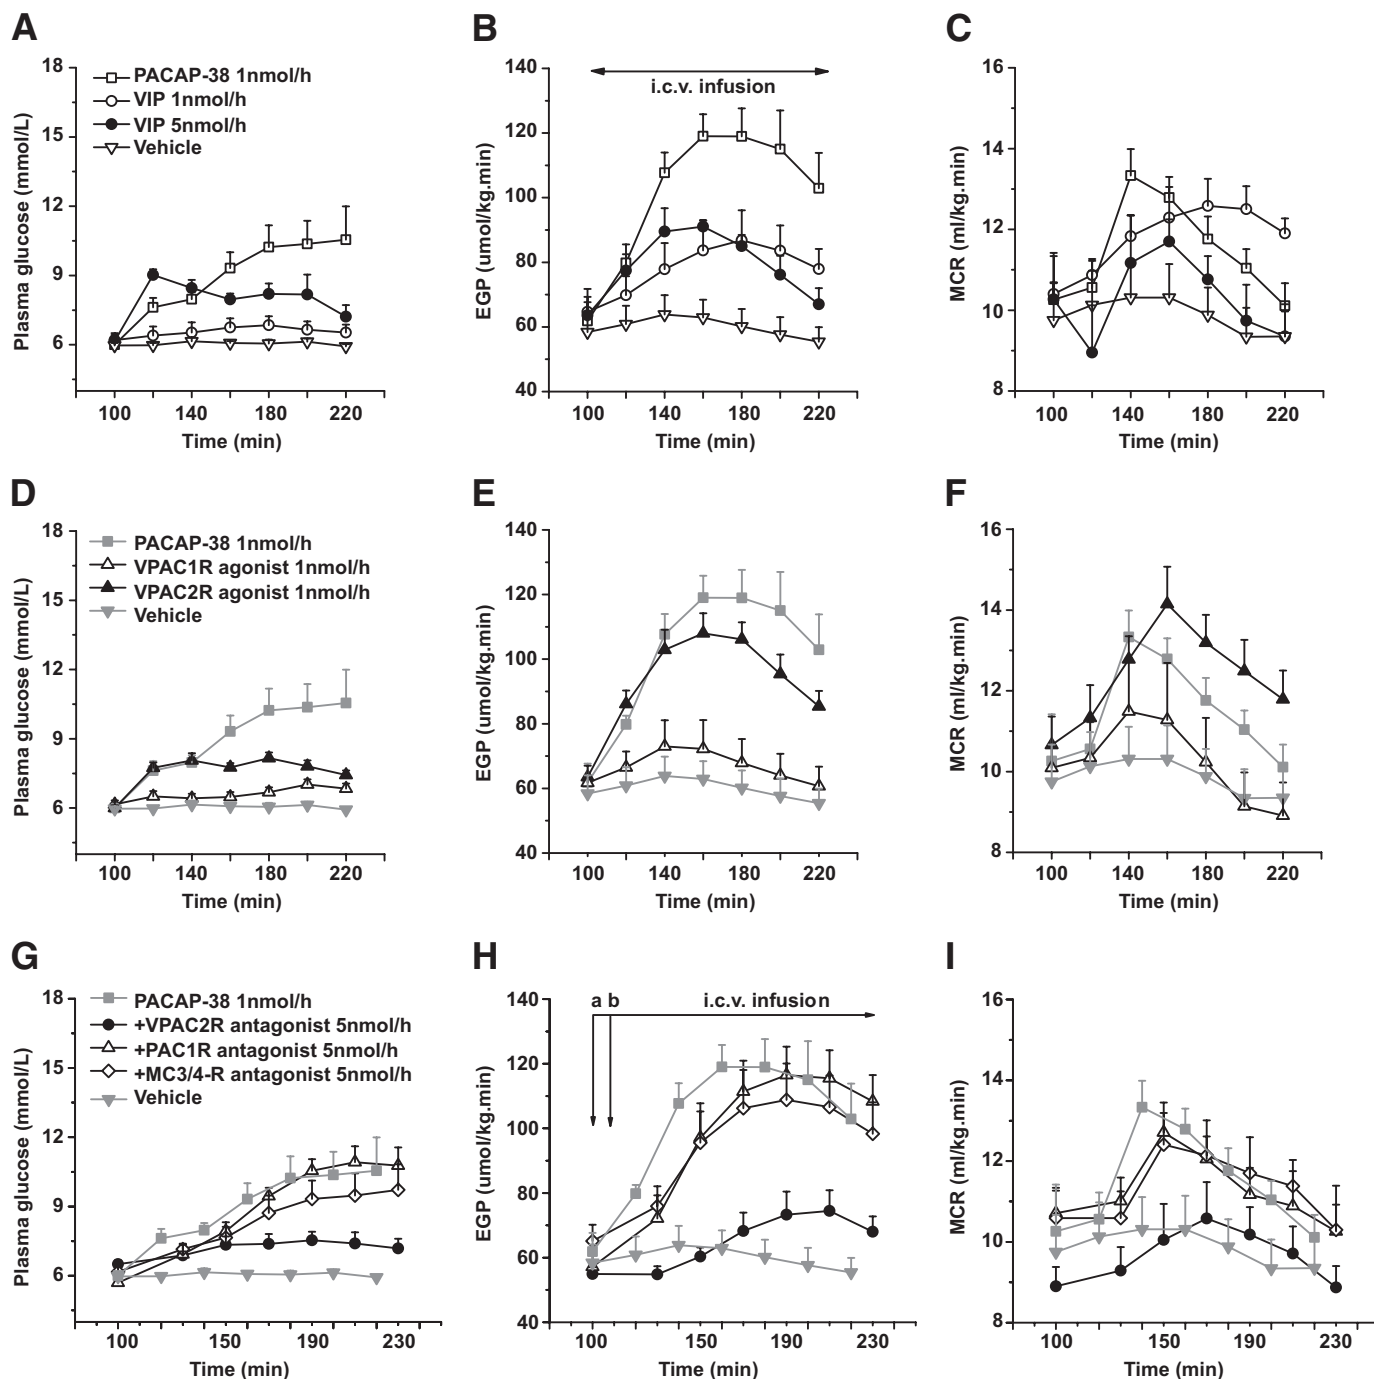 A
Plasma glucose (mmol/L)
18
15
12
9
6
PACAP-38 1nmol/h
VIP 1nmol/h
VIP 5nmol/h
Vehicle
100 140 180 220
Time (min)
B
EGP (umol/kg.min)
140
120
100
80
60
40
i.c.v. infusion
100 140 180 220
Time (min)
C
MCR (ml/kg.min)
16
14
12
10
8
100 140 180 220
Time (min)
D
Plasma glucose (mmol/L)
18
15
12
9
6
PACAP-38 1nmol/h
VPAC1R agonist 1nmol/h
VPAC2R agonist 1nmol/h
Vehicle
100 140 180 220
Time (min)
E
EGP (umol/kg.min)
140
120
100
80
60
40
100 140 180 220
Time (min)
F
MCR (ml/kg.min)
16
14
12
10
8
100 140 180 220
Time (min)
G
Plasma glucose (mmol/L)
18
15
12
9
6
PACAP-38 1nmol/h
+VPAC2R antagonist 5nmol/h
+PAC1R antagonist 5nmol/h
+MC3/4-R antagonist 5nmol/h
Vehicle
100 150 190 230
Time (min)
H
EGP (umol/kg.min)
140
120
100
80
60
40
a b i.c.v. infusion
100 150 190 230
Time (min)
I
MCR (ml/kg.min)
16
14
12
10
8
100 150 190 230
Time (min)